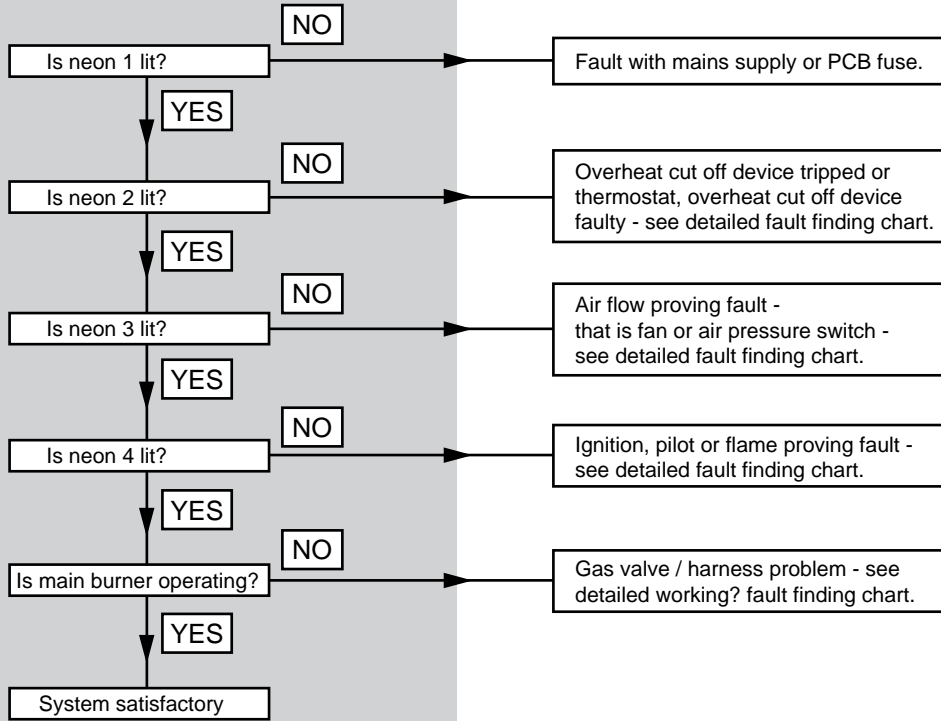 NO
Is neon 1 lit?
Fault with mains supply or PCB fuse.
YES
NO
Is neon 2 lit?
Overheat cut off device tripped or
thermostat, overheat cut off device
faulty - see detailed fault finding chart.
YES
NO
Is neon 3 lit?
Air flow proving fault -
that is fan or air pressure switch -
see detailed fault finding chart.
YES
NO
Is neon 4 lit?
Ignition, pilot or flame proving fault -
see detailed fault finding chart.
YES
NO
Is main burner operating?
Gas valve / harness problem - see
detailed working? fault finding chart.
YES
System satisfactory